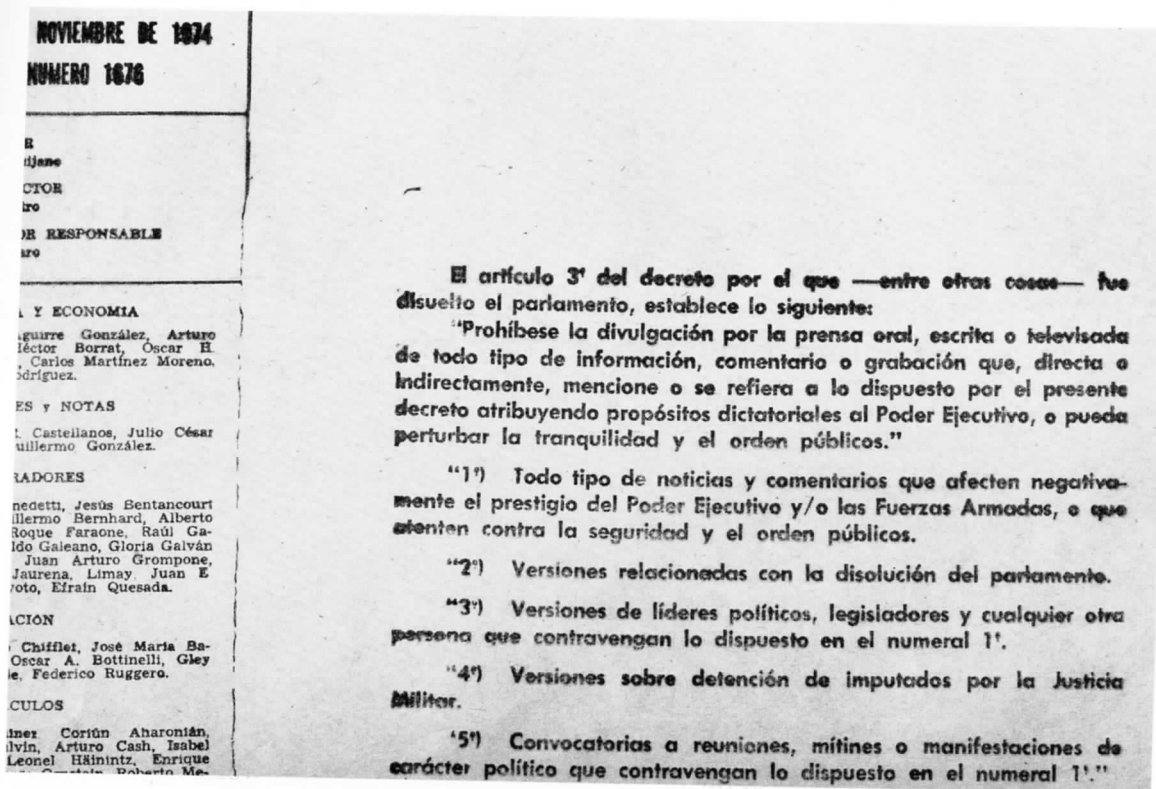 NOVIEMBRE DE 1974
NUMERO 1676
R
ijane
CTOR
tro
OR RESPONSABLE
aro
A Y ECONOMIA
guirre González, Arturo
Héctor Borrat, Oscar H.
, Carlos Martínez Moreno,
odríguez.
ES y NOTAS
. Castellanos, Julio César
uillermo González.
RADORES
nedetti, Jesús Bentancourt
illermo Bernhard, Alberto
Roque Faraone, Raúl Ga-
ldo Galeano, Gloria Galván
Juan Arturo Grompone,
Jaurena, Limay, Juan E
oto, Efraín Quesada.
ACIÓN
Chifflet, José María Ba-
Oscar A. Bottinelli, Gley
e, Federico Ruggero.
CULOS
inez Coriún Aharonián,
lvin, Arturo Cash, Isabel
Leonel Häinintz, Enrique
Roberto Me-
El artículo 3º del decreto por el que —entre otras cosas— fue
disuelto el parlamento, establece lo siguiente:
"Prohíbese la divulgación por la prensa oral, escrita o televisada
de todo tipo de información, comentario o grabación que, directa o
indirectamente, mencione o se refiera a lo dispuesto por el presente
decreto atribuyendo propósitos dictatoriales al Poder Ejecutivo, o pueda
perturbar la tranquilidad y el orden públicos."
"1º) Todo tipo de noticias y comentarios que afecten negativa-
mente el prestigio del Poder Ejecutivo y/o las Fuerzas Armadas, o que
atenten contra la seguridad y el orden públicos.
"2º) Versiones relacionadas con la disolución del parlamento.
"3º) Versiones de líderes políticos, legisladores y cualquier otra
persona que contravengan lo dispuesto en el numeral 1º.
"4º) Versiones sobre detención de imputados por la Justicia
Militar.
'5º) Convocatorias a reuniones, mítines o manifestaciones de
carácter político que contravengan lo dispuesto en el numeral 1º."